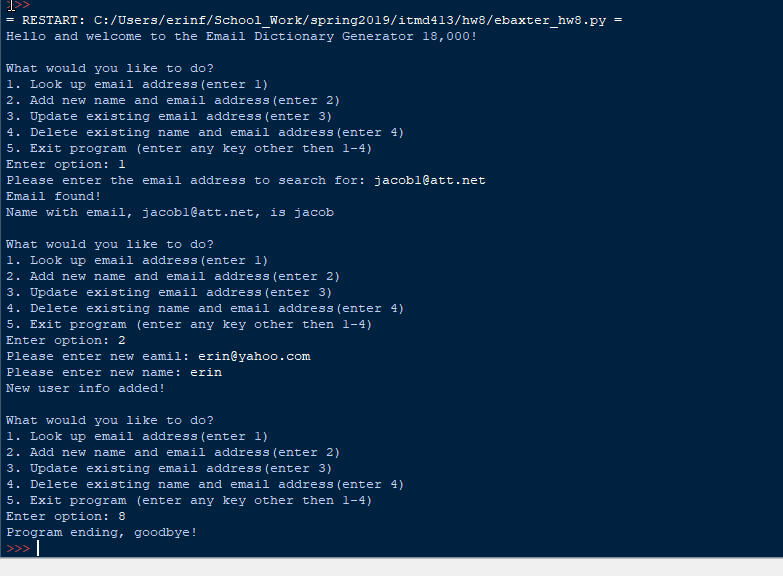 >>>
= RESTART: C:/Users/erinf/School_Work/spring2019/itmd413/hw8/ebaxter_hw8.py =
Hello and welcome to the Email Dictionary Generator 18,000!
What would you like to do?
1. Look up email address(enter 1)
2. Add new name and email address(enter 2)
3. Update existing email address(enter 3)
4. Delete existing name and email address(enter 4)
5. Exit program (enter any key other then 1-4)
Enter option: 1
Please enter the email address to search for: jacob1@att.net
Email found!
Name with email, jacob1@att.net, is jacob
What would you like to do?
1. Look up email address(enter 1)
2. Add new name and email address(enter 2)
3. Update existing email address(enter 3)
4. Delete existing name and email address(enter 4)
5. Exit program (enter any key other then 1-4)
Enter option: 2
Please enter new eamil: erin@yahoo.com
Please enter new name: erin
New user info added!
What would you like to do?
1. Look up email address(enter 1)
2. Add new name and email address(enter 2)
3. Update existing email address(enter 3)
4. Delete existing name and email address(enter 4)
5. Exit program (enter any key other then 1-4)
Enter option: 8
Program ending, goodbye!
>>>